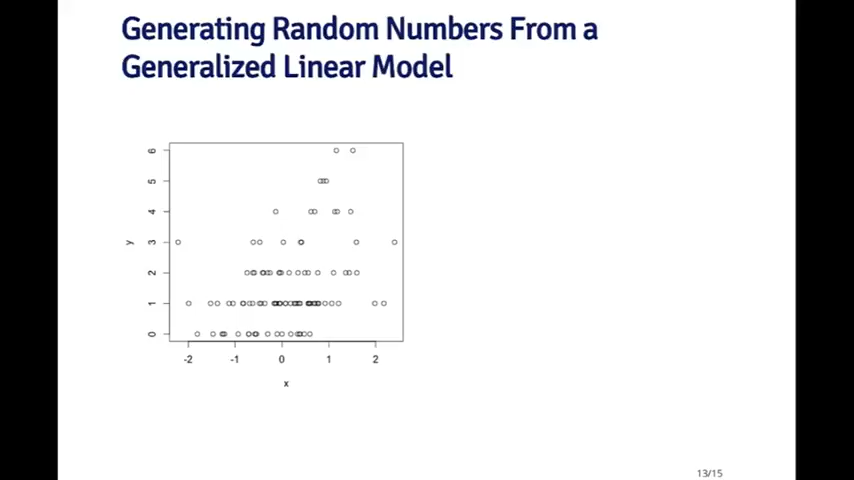 Generating Random Numbers From a
Generalized Linear Model
6
5
4
3
2
1
0
y
-2 -1 0 1 2
x
13/15